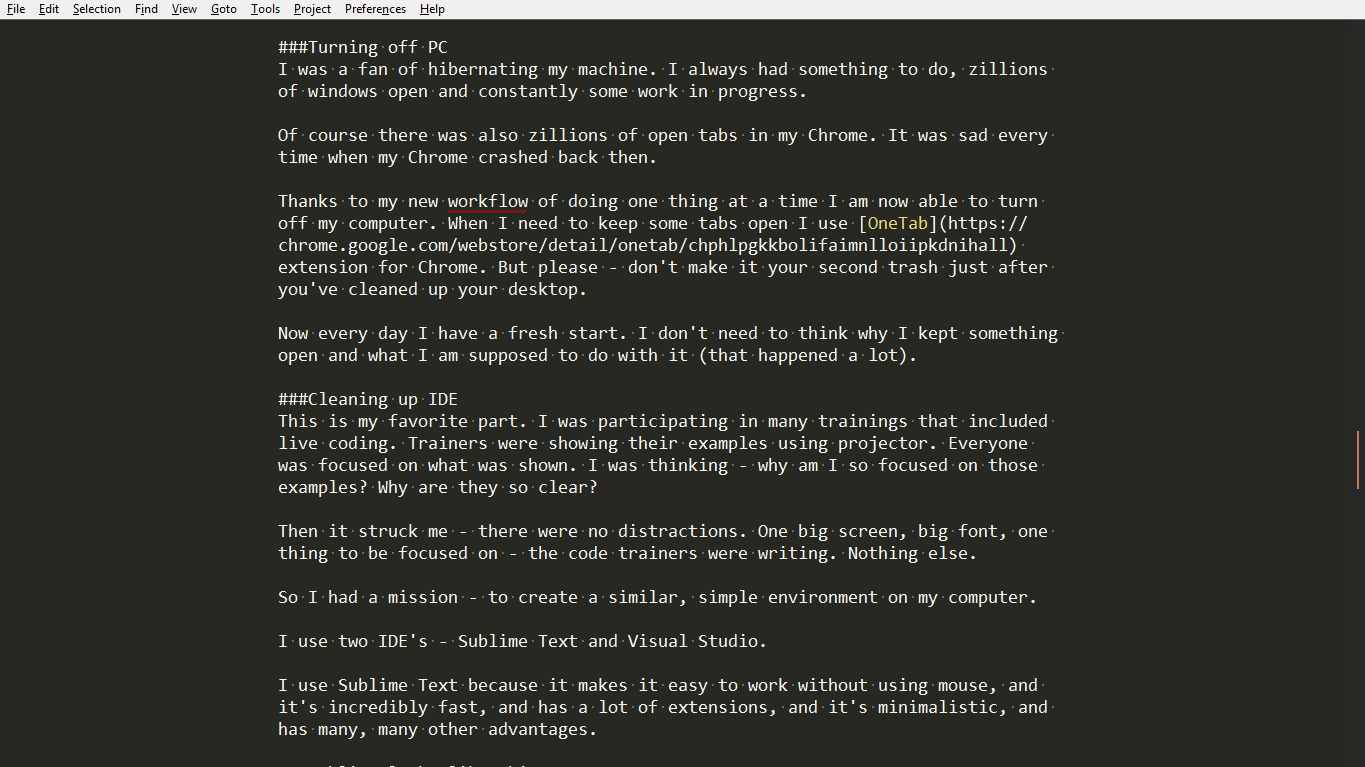 File Edit Selection Find View Goto Tools Project Preferences Help
###Turning off PC
I was a fan of hibernating my machine. I always had something to do, zillions
of windows open and constantly some work in progress.
Of course there was also zillions of open tabs in my Chrome. It was sad every
time when my Chrome crashed back then.
Thanks to my new workflow of doing one thing at a time I am now able to turn
off my computer. When I need to keep some tabs open I use [OneTab](https://
chrome.google.com/webstore/detail/onetab/chphlpgkkbolifaimnlloiipkdnihall)
extension for Chrome. But please - don't make it your second trash just after
you've cleaned up your desktop.
Now every day I have a fresh start. I don't need to think why I kept something
open and what I am supposed to do with it (that happened a lot).
###Cleaning up IDE
This is my favorite part. I was participating in many trainings that included
live coding. Trainers were showing their examples using projector. Everyone
was focused on what was shown. I was thinking - why am I so focused on those
examples? Why are they so clear?
Then it struck me - there were no distractions. One big screen, big font, one
thing to be focused on - the code trainers were writing. Nothing else.
So I had a mission - to create a similar, simple environment on my computer.
I use two IDE's - Sublime Text and Visual Studio.
I use Sublime Text because it makes it easy to work without using mouse, and
it's incredibly fast, and has a lot of extensions, and it's minimalistic, and
has many, many other advantages.